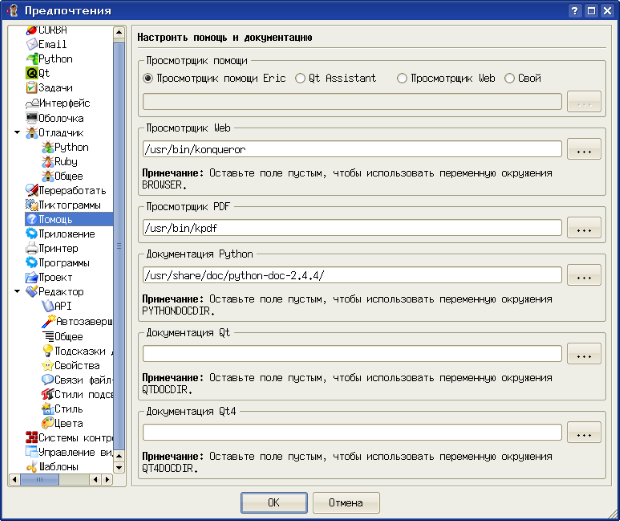 Предпочтения
CORBA
Email
Python
Qt
Задачи
Интерфейс
Оболочка
Отладчик
Python
Ruby
Общее
Переработать
Пиктограммы
Помощь
Приложение
Принтер
Программы
Проект
Редактор
API
Автозаверш
Общее
Подсказки д
Свойства
Связи файл-
Стили подсв
Стиль
Цвета
Системы контр
Управление ви
Шаблоны
Настроить помощь и документацию
Просмотрщик помощи
Просмотрщик помощи Eric Qt Assistant Просмотрщик Web Свой
...
Просмотрщик Web
/usr/bin/konqueror ...
Примечание: Оставьте поле пустым, чтобы использовать переменную окружения
BROWSER.
Просмотрщик PDF
/usr/bin/kpdf ...
Документация Python
/usr/share/doc/python-doc-2.4.4/ ...
Примечание: Оставьте поле пустым, чтобы использовать переменную окружения
PYTHONDOCDIR.
Документация Qt
...
Примечание: Оставьте поле пустым, чтобы использовать переменную окружения
QTDOCDIR.
Документация Qt4
...
Примечание: Оставьте поле пустым, чтобы использовать переменную окружения
QT4DOCDIR.
OK Отмена